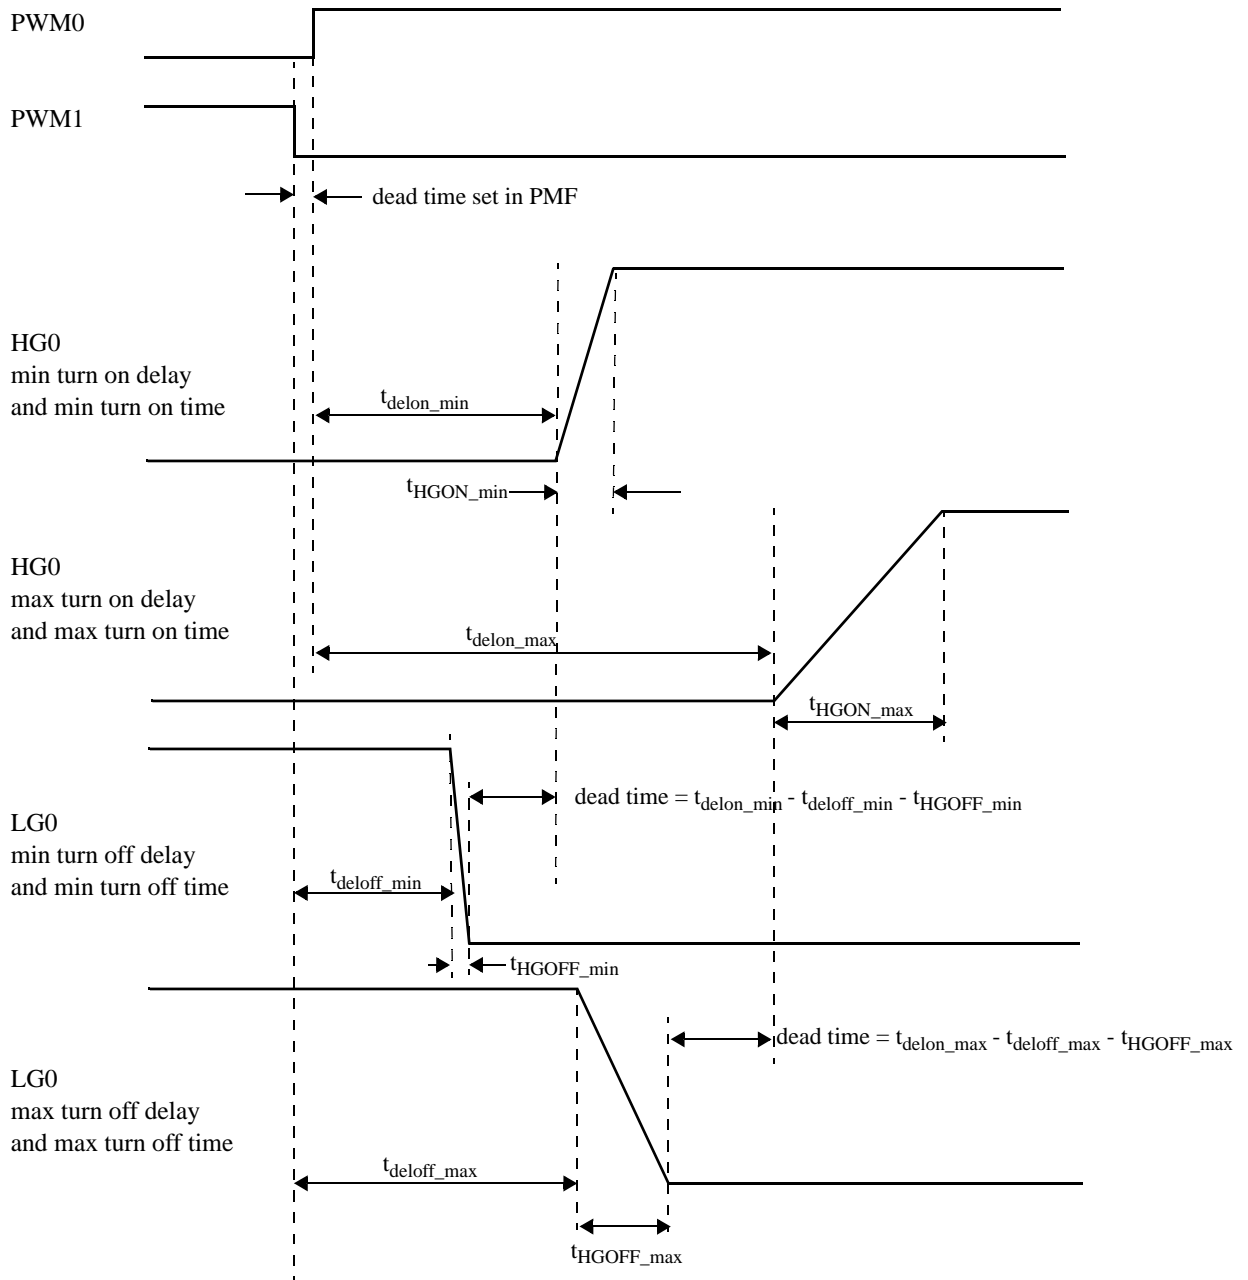 PWM0
PWM1
dead time set in PMF
HG0
min turn on delay
and min turn on time
tdelon_min
tHGON_min
HG0
max turn on delay
and max turn on time
tdelon_max
tHGON_max
dead time = tdelon_min - tdeloff_min - tHGOFF_min
LG0
min turn off delay
and min turn off time
tdeloff_min
tHGOFF_min
dead time = tdelon_max - tdeloff_max - tHGOFF_max
LG0
max turn off delay
and max turn off time
tdeloff_max
tHGOFF_max